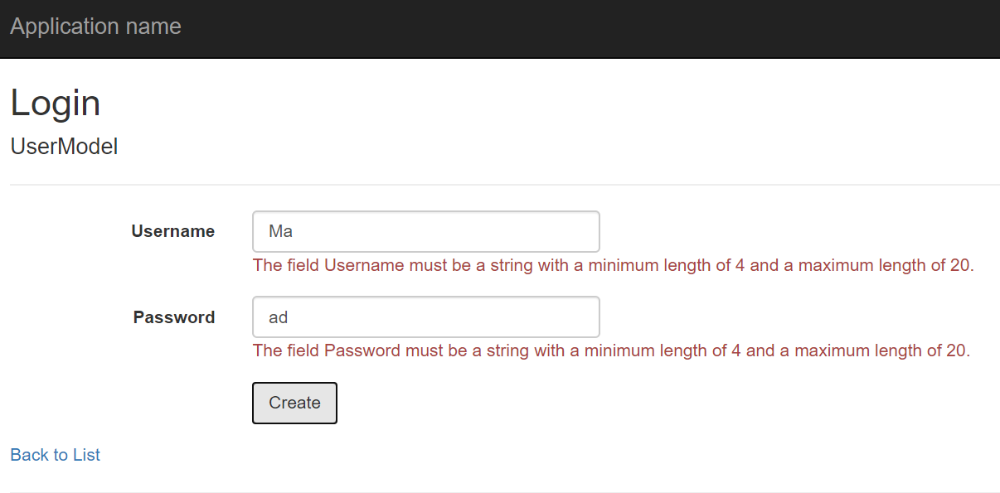 Application name
Login
UserModel
Username
Ma
The field Username must be a string with a minimum length of 4 and a maximum length of 20.
Password
ad
The field Password must be a string with a minimum length of 4 and a maximum length of 20.
Create
Back to List